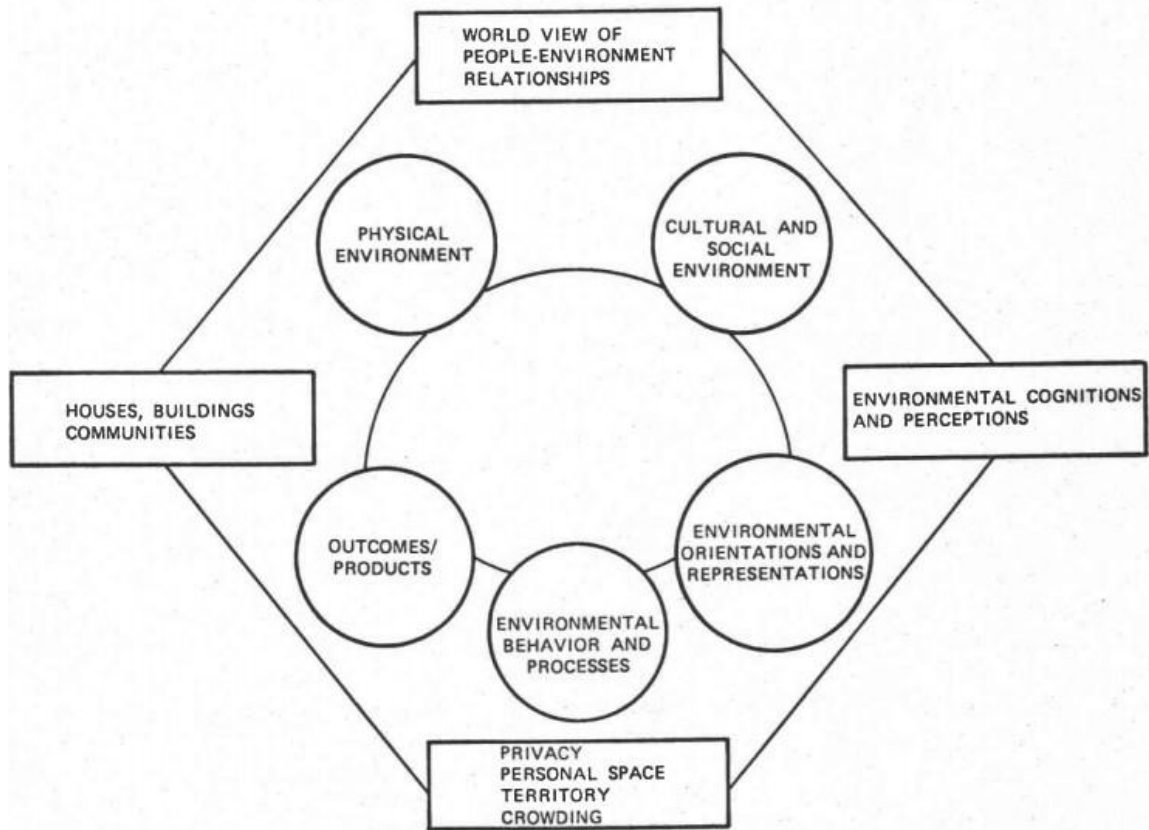 WORLD VIEW OF
PEOPLE-ENVIRONMENT
RELATIONSHIPS
PHYSICAL
ENVIRONMENT
CULTURAL AND
SOCIAL
ENVIRONMENT
HOUSES, BUILDINGS
COMMUNITIES
ENVIRONMENTAL COGNITIONS
AND PERCEPTIONS
OUTCOMES/
PRODUCTS
ENVIRONMENTAL
BEHAVIOR AND
PROCESSES
ENVIRONMENTAL
ORIENTATIONS AND
REPRESENTATIONS
PRIVACY
PERSONAL SPACE
TERRITORY
CROWDING